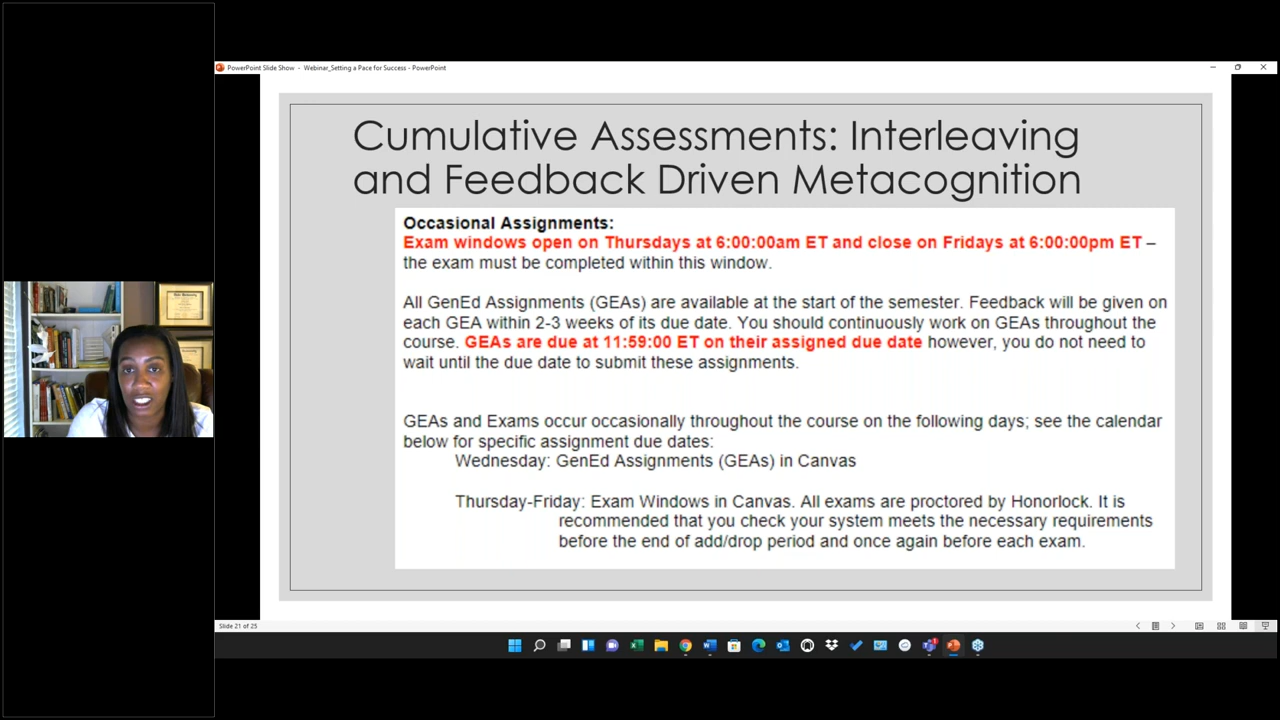 PowerPoint Slide Show - Webinar_Setting a Pace for Success - PowerPoint
Cumulative Assessments: Interleaving
and Feedback Driven Metacognition
Occasional Assignments:
Exam windows open on Thursdays at 6:00:00am ET and close on Fridays at 6:00:00pm ET –
the exam must be completed within this window.
All GenEd Assignments (GEAs) are available at the start of the semester. Feedback will be given on
each GEA within 2-3 weeks of its due date. You should continuously work on GEAs throughout the
course. GEAs are due at 11:59:00 ET on their assigned due date however, you do not need to
wait until the due date to submit these assignments.
GEAs and Exams occur occasionally throughout the course on the following days; see the calendar
below for specific assignment due dates:
Wednesday: GenEd Assignments (GEAs) in Canvas
Thursday-Friday: Exam Windows in Canvas. All exams are proctored by Honorlock. It is
recommended that you check your system meets the necessary requirements
before the end of add/drop period and once again before each exam.
Slide 21 of 25